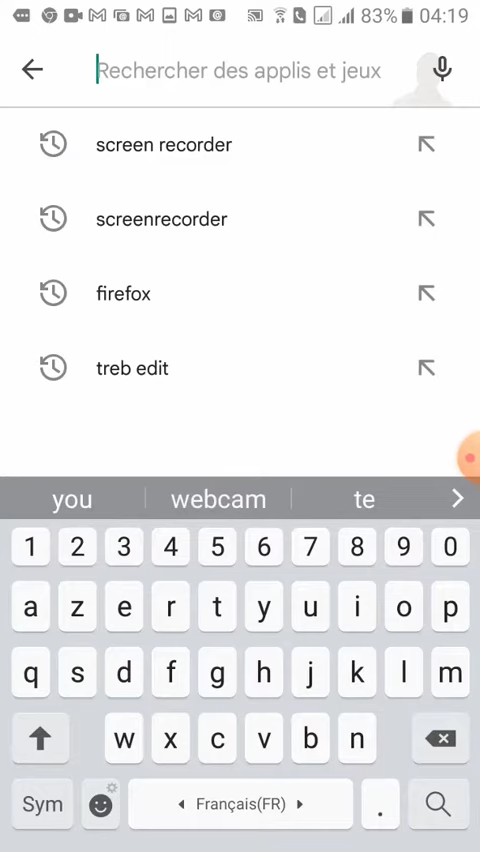 83% 04:19
Rechercher des applis et jeux
screen recorder
screenrecorder
firefox
treb edit
you webcam te
1 2 3 4 5 6 7 8 9 0
a z e r t y u i o p
q s d f g h j k l m
w x c v b n
Sym Français(FR) .